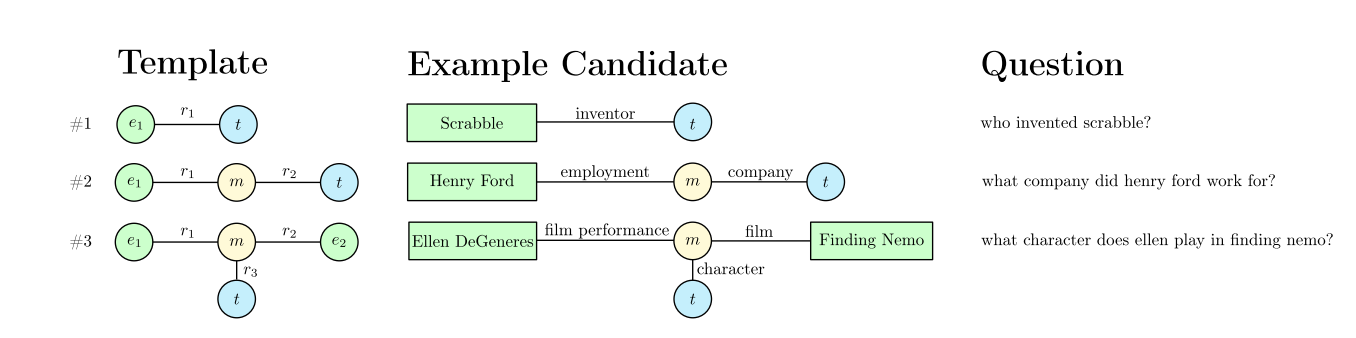 Template Example Candidate Question
#1 e1 r1 t Scrabble inventor t who invented scrabble?
#2 e1 r1 m r2 t Henry Ford employment m company t what company did henry ford work for?
#3 e1 r1 m r2 e2 Ellen DeGeneres film performance m film Finding Nemo what character does ellen play in finding nemo?
r3 character
t t